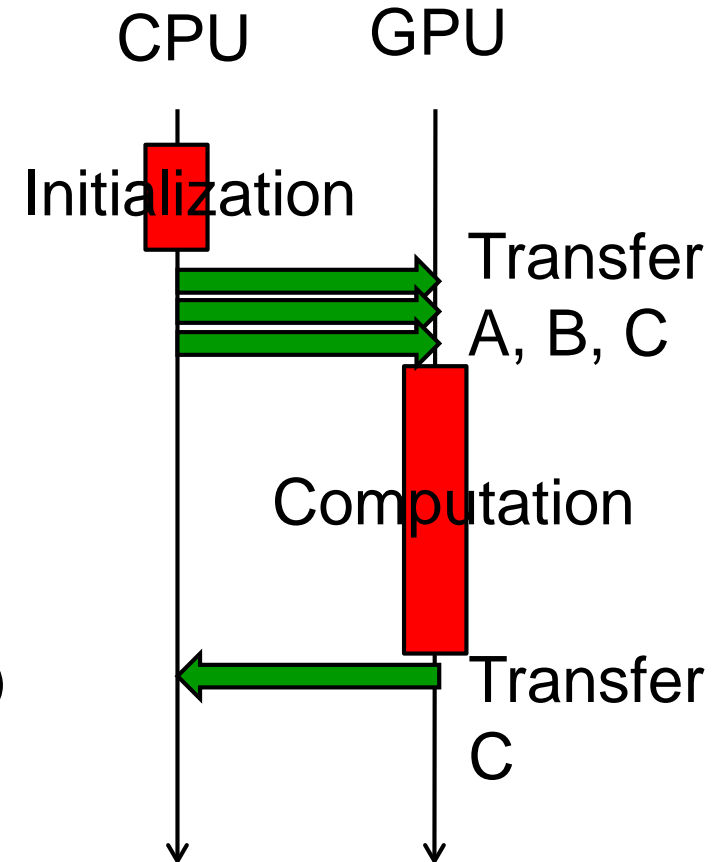 CPU GPU
Initialization
Transfer
A, B, C
Computation
)
Transfer
C